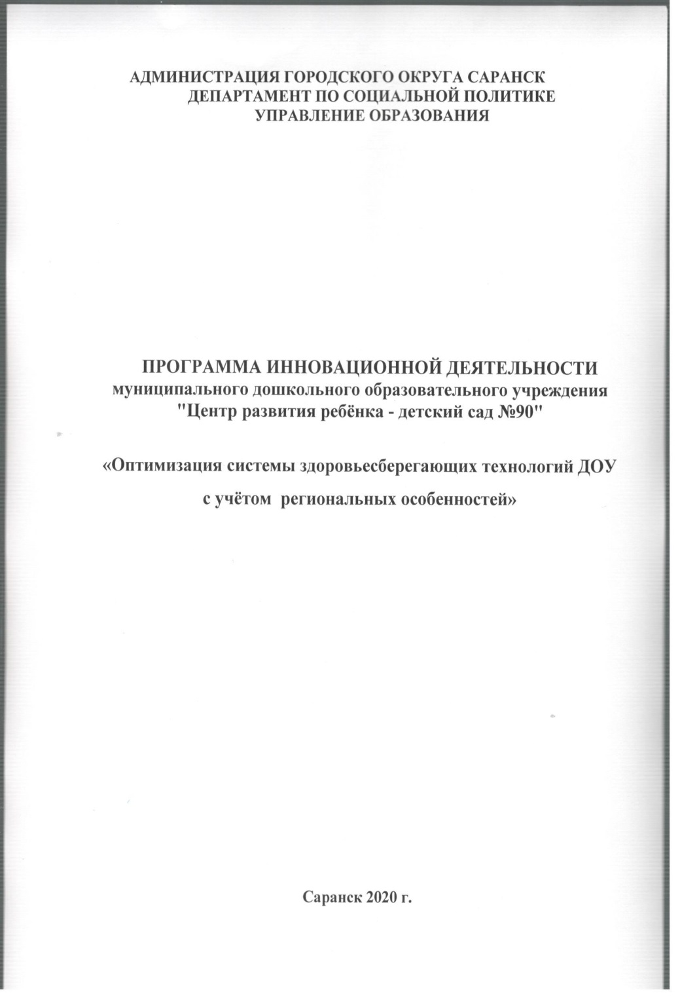 АДМИНИСТРАЦИЯ ГОРОДСКОГО ОКРУГА САРАНСК
ДЕПАРТАМЕНТ ПО СОЦИАЛЬНОЙ ПОЛИТИКЕ
УПРАВЛЕНИЕ ОБРАЗОВАНИЯ
ПРОГРАММА ИННОВАЦИОННОЙ ДЕЯТЕЛЬНОСТИ
муниципального дошкольного образовательного учреждения
"Центр развития ребёнка - детский сад №90"
«Оптимизация системы здоровьесберегающих технологий ДОУ
с учётом  региональных особенностей»
Саранск 2020 г.